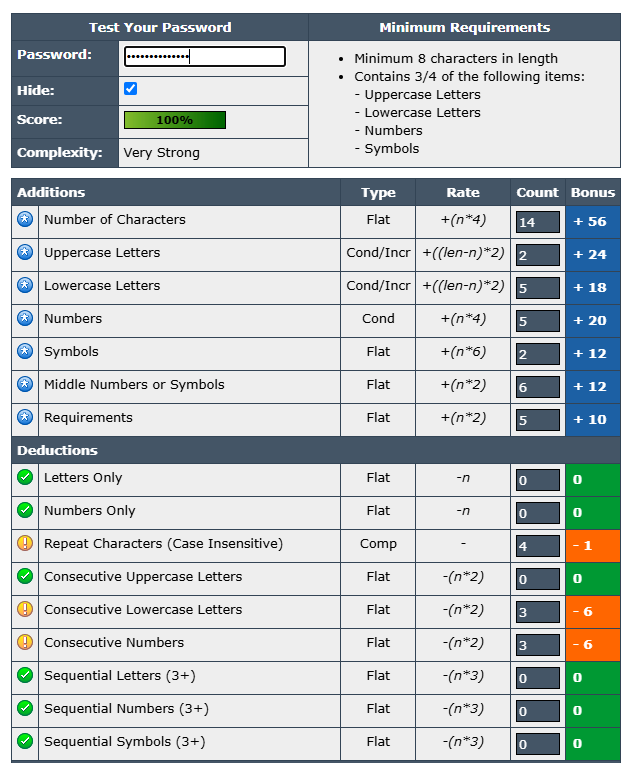 Test Your Password Minimum Requirements
Password: ••••••••••••••
Hide:
Score: 100%
Complexity: Very Strong
• Minimum 8 characters in length
• Contains 3/4 of the following items:
- Uppercase Letters
- Lowercase Letters
- Numbers
- Symbols
Additions Type Rate Count Bonus
Number of Characters Flat +(n*4) 14 + 56
Uppercase Letters Cond/Incr +((len-n)*2) 2 + 24
Lowercase Letters Cond/Incr +((len-n)*2) 5 + 18
Numbers Cond +(n*4) 5 + 20
Symbols Flat +(n*6) 2 + 12
Middle Numbers or Symbols Flat +(n*2) 6 + 12
Requirements Flat +(n*2) 5 + 10
Deductions
Letters Only Flat -n 0 0
Numbers Only Flat -n 0 0
Repeat Characters (Case Insensitive) Comp - 4 - 1
Consecutive Uppercase Letters Flat -(n*2) 0 0
Consecutive Lowercase Letters Flat -(n*2) 3 - 6
Consecutive Numbers Flat -(n*2) 3 - 6
Sequential Letters (3+) Flat -(n*3) 0 0
Sequential Numbers (3+) Flat -(n*3) 0 0
Sequential Symbols (3+) Flat -(n*3) 0 0